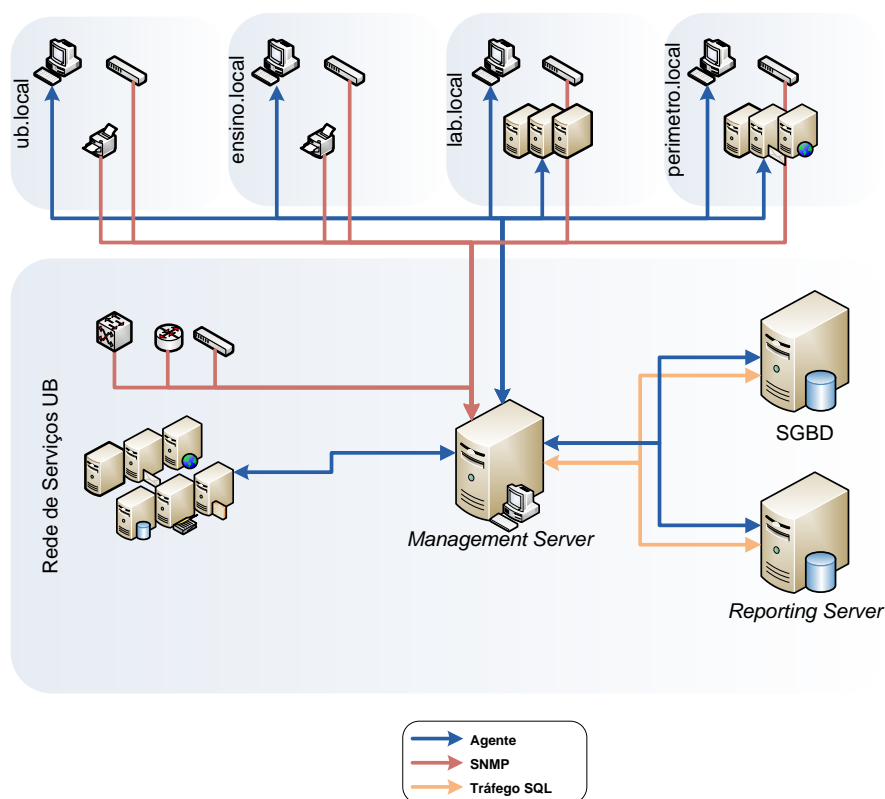 ub.local
ensino.local
lab.local
perimetro.local
Rede de Serviços UB
SGBD
Management Server
Reporting Server
Agente
SNMP
Tráfego SQL